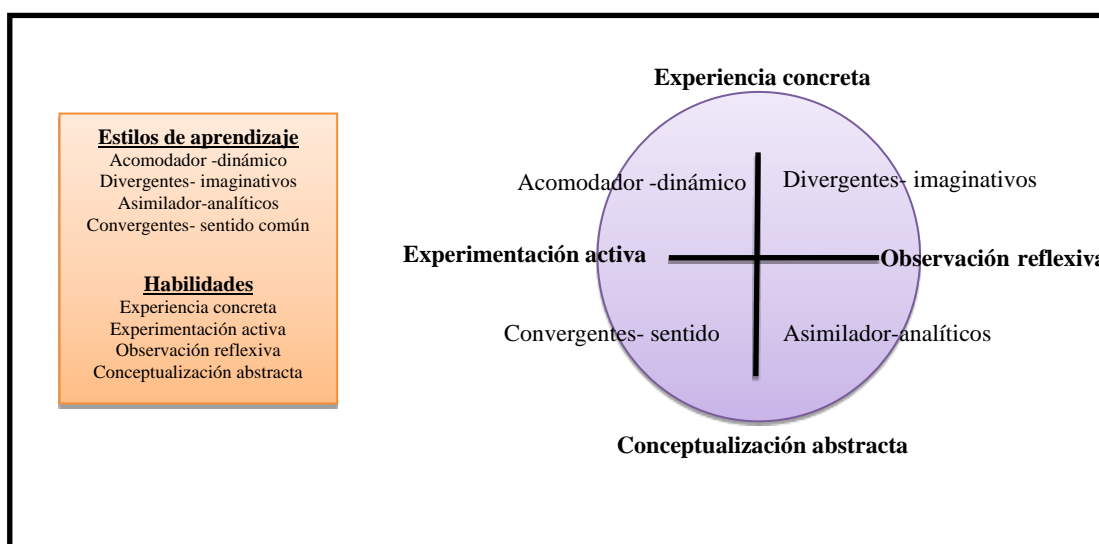 Estilos de aprendizaje
Acomodador -dinámico
Divergentes- imaginativos
Asimilador-analíticos
Convergentes- sentido común
Habilidades
Experiencia concreta
Experimentación activa
Observación reflexiva
Conceptualización abstracta
Experiencia concreta
Acomodador -dinámico
Divergentes- imaginativos
Experimentación activa
Observación reflexiva
Convergentes- sentido
Asimilador-analíticos
Conceptualización abstracta